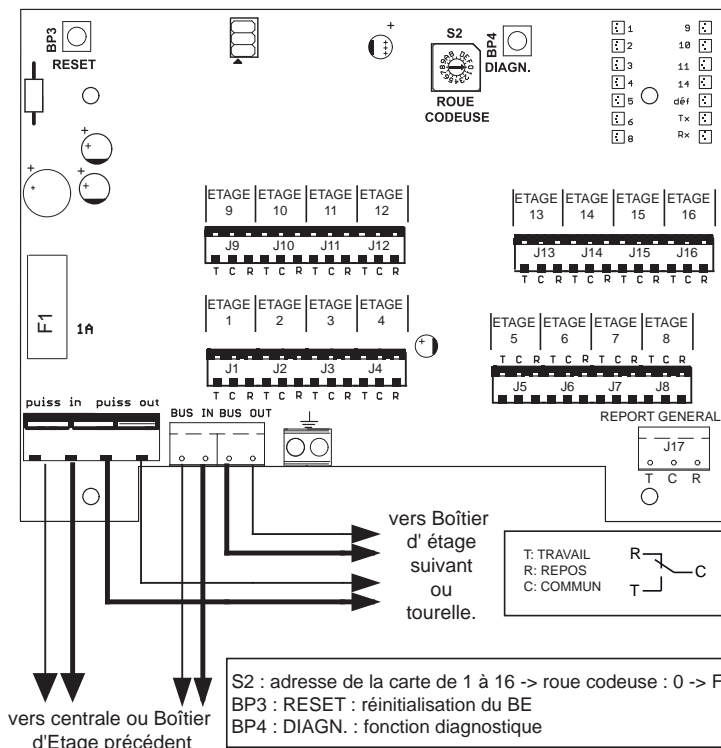 BP3
RESET
S2
ROUE
CODEUSE
BP4
DIAGN.
1
2
3
4
5
6
8
9
10
11
14
déf
Tx
Rx
ETAGE 9 ETAGE 10 ETAGE 11 ETAGE 12
J9 J10 J11 J12
T C R T C R T C R T C R
ETAGE 13 ETAGE 14 ETAGE 15 ETAGE 16
J13 J14 J15 J16
T C R T C R T C R T C R
F1
1A
ETAGE 1 ETAGE 2 ETAGE 3 ETAGE 4
J1 J2 J3 J4
T C R T C R T C R T C R
ETAGE 5 ETAGE 6 ETAGE 7 ETAGE 8
T C R T C R T C R T C R
J5 J6 J7 J8
puiss in puiss out
BUS IN BUS OUT
REPORT GENERAL
J17
T C R
vers Boîtier
d' étage
suivant
ou
tourelle.
T: TRAVAIL
R: REPOS
C: COMMUN
R
C
T
vers centrale ou Boîtier
d'Etage précédent
S2 : adresse de la carte de 1 à 16 -> roue codeuse : 0 -> F
BP3 : RESET : réinitialisation du BE
BP4 : DIAGN. : fonction diagnostique